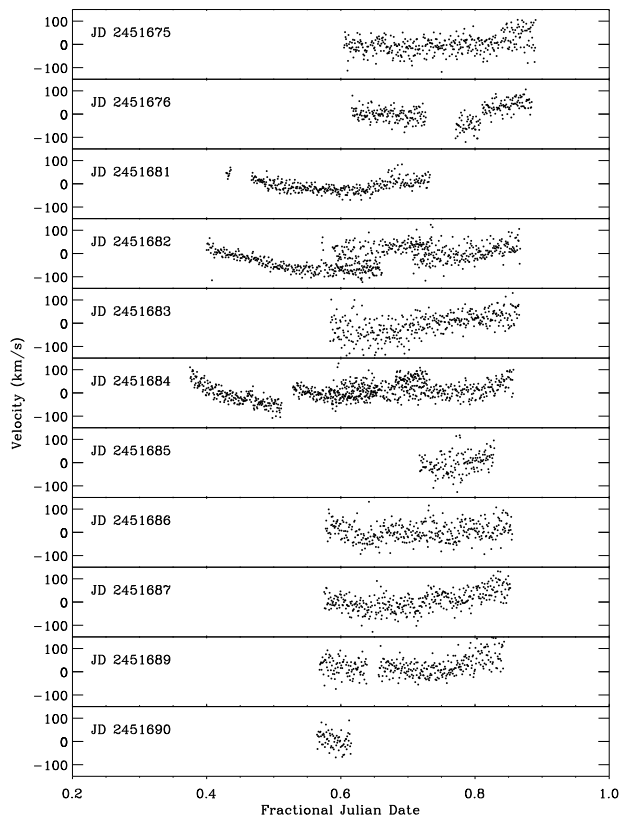 100
0
−100
JD 2451675
100
0
−100
JD 2451676
100
0
−100
JD 2451681
100
0
−100
JD 2451682
100
0
−100
JD 2451683
100
0
−100
JD 2451684
100
0
−100
JD 2451685
100
0
−100
JD 2451686
100
0
−100
JD 2451687
100
0
−100
JD 2451689
100
0
−100
JD 2451690
Velocity (km/s)
0.2 0.4 0.6 0.8 1.0
Fractional Julian Date